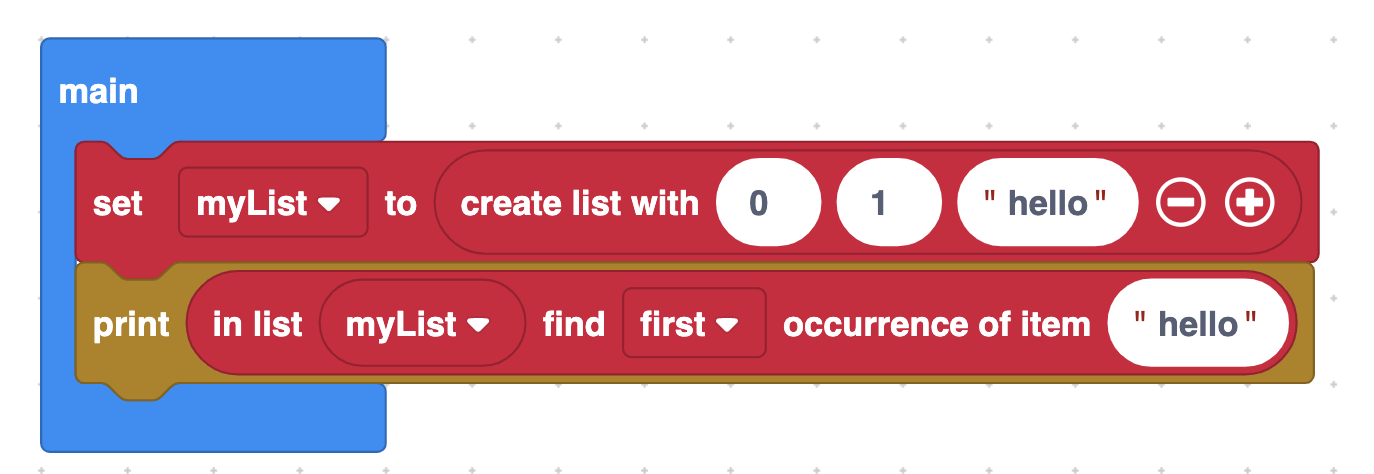 main
set myList to create list with 0 1 " hello "
print in list myList find first occurrence of item " hello "